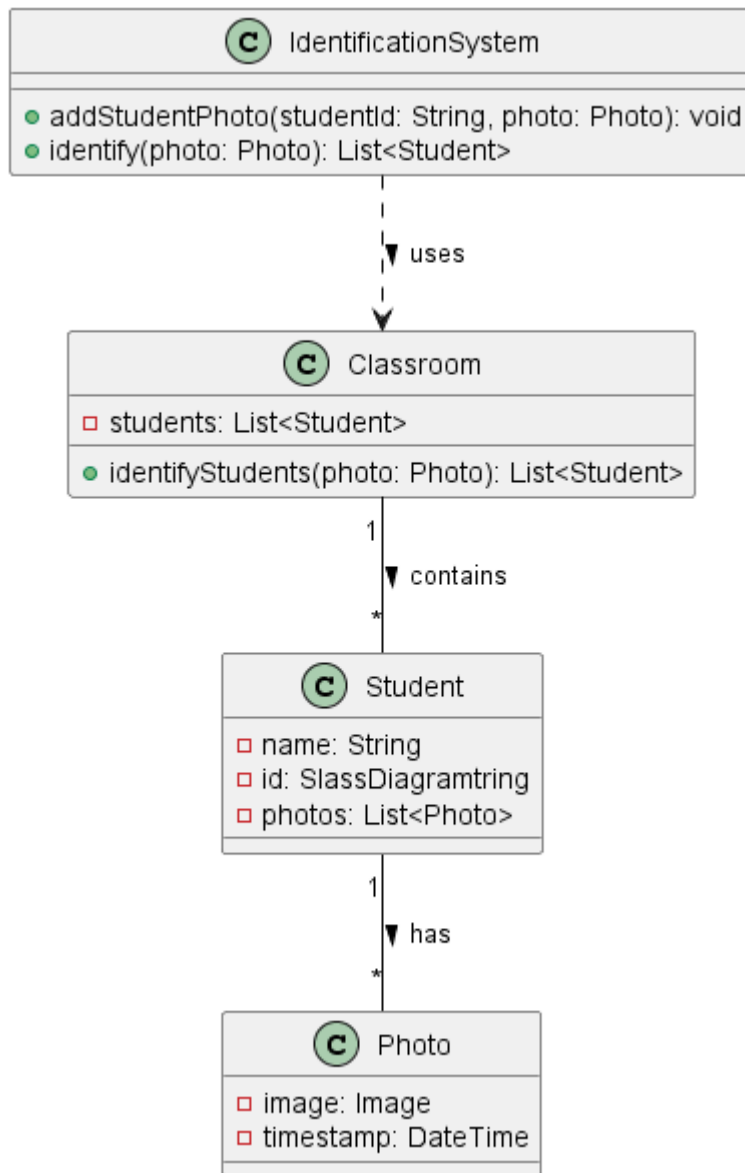 C IdentificationSystem
addStudentPhoto(studentId: String, photo: Photo): void
identify(photo: Photo): List<Student>
uses
C Classroom
students: List<Student>
identifyStudents(photo: Photo): List<Student>
1
contains
*
C Student
name: String
id: SlassDiagramtring
photos: List<Photo>
1
has
*
C Photo
image: Image
timestamp: DateTime